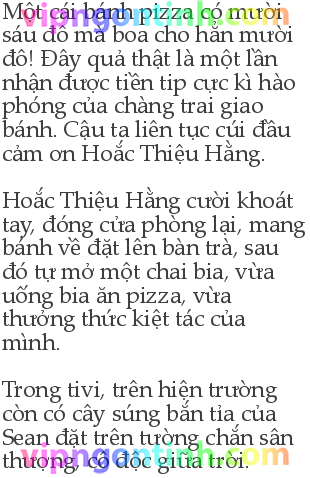 Một cái bánh pizza có mười
vipngontinh.com
sáu đô mà boa cho hắn mười
đô! Đây quả thật là một lần
nhận được tiền tip cực kì hào
phóng của chàng trai giao
bánh. Cậu ta liên tục cúi đầu
cảm ơn Hoắc Thiệu Hằng.
Hoắc Thiệu Hằng cười khoát
tay, đóng cửa phòng lại, mang
bánh về đặt lên bàn trà, sau
đó tự mở một chai bia, vừa
uống bia ăn pizza, vừa
thưởng thức kiệt tác của
mình.
Trong tivi, trên hiện trường
còn có cây súng bắn tỉa của
Sean đặt trên tường chắn sân
thượng, cô độc giữa trời.
vipngontinh.com